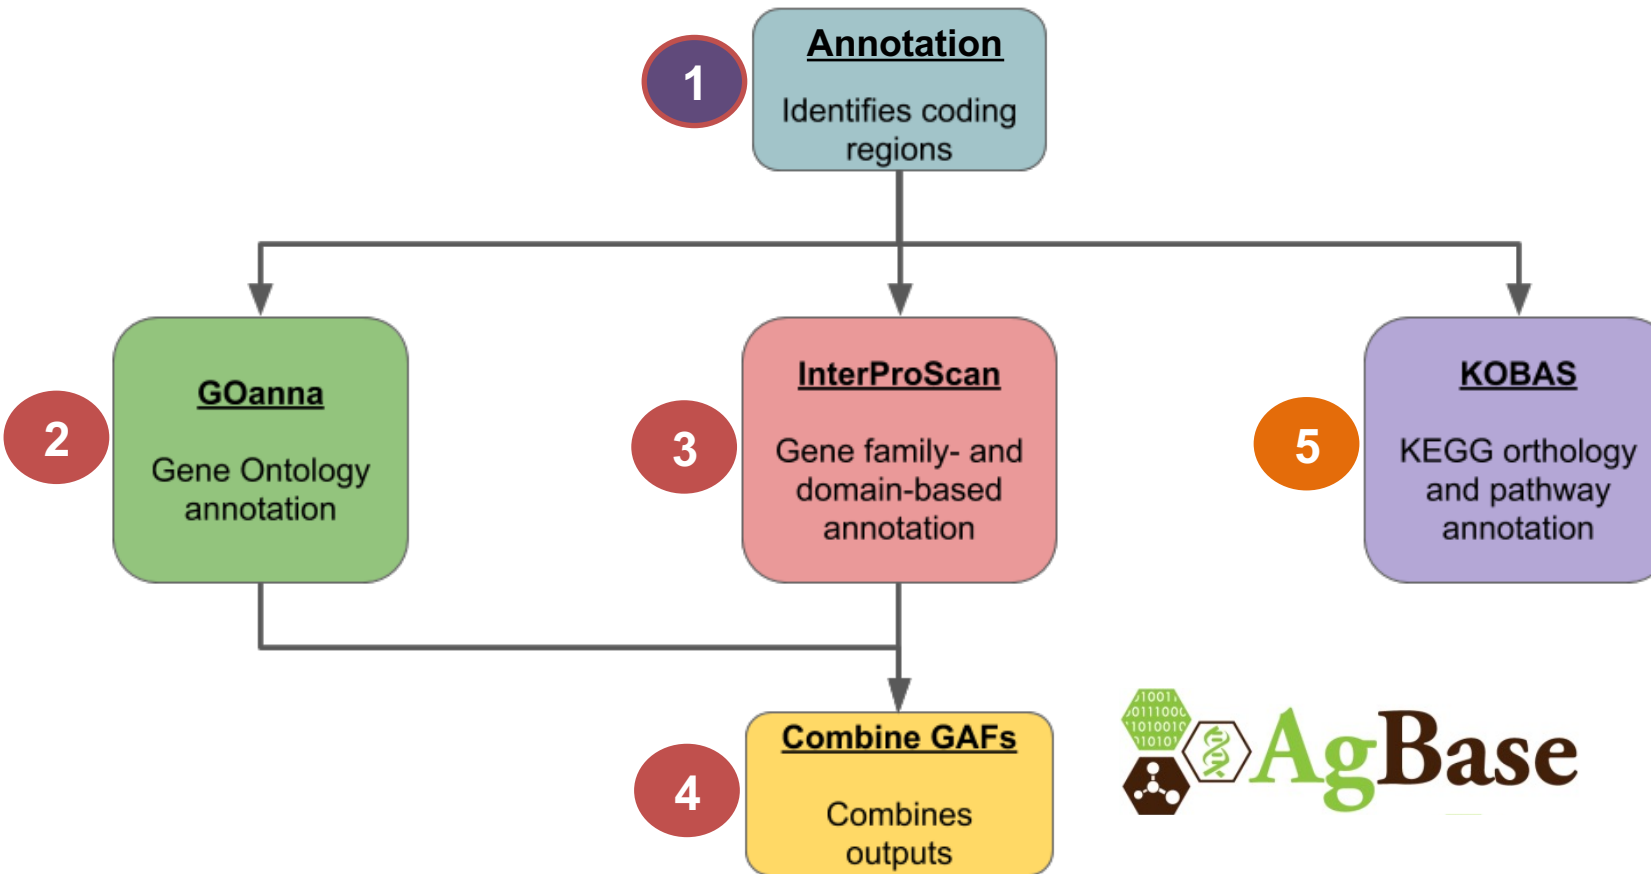 1
Annotation
Identifies coding
regions
2
GOanna
Gene Ontology
annotation
3
InterProScan
Gene family- and
domain-based
annotation
5
KOBAS
KEGG orthology
and pathway
annotation
4
Combine GAFs
Combines
outputs
AgBase